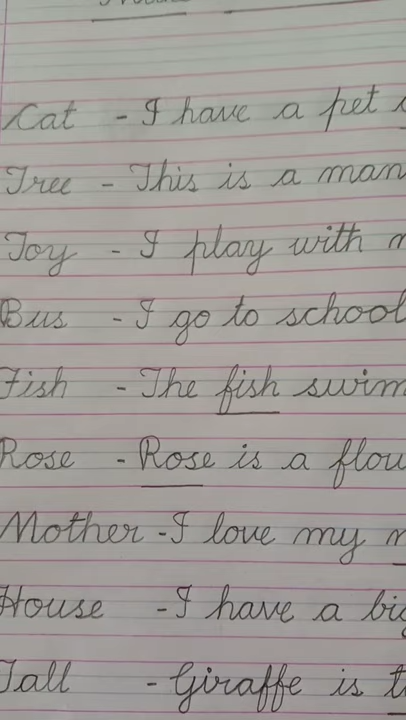 Cat - I have a pet
Tree - This is a man
Toy - I play with
Bus - I go to school
Fish - The fish swim
Rose - Rose is a flow
Mother - I love my
House - I have a big
Tall - Giraffe is